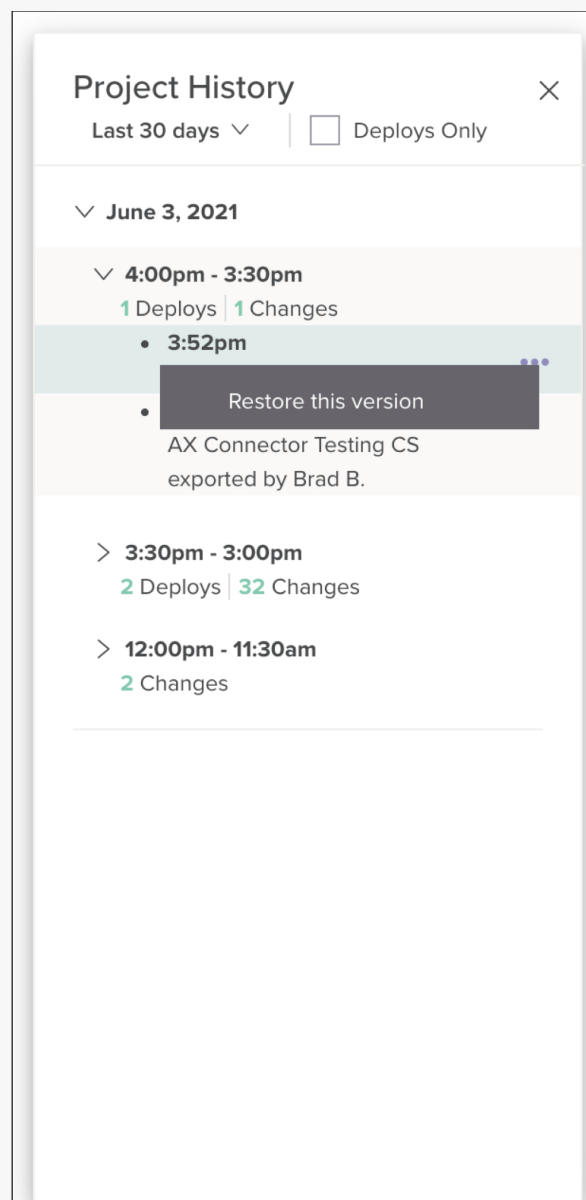 Project History
Last 30 days
Deploys Only
June 3, 2021
4:00pm - 3:30pm
1 Deploys | 1 Changes
3:52pm
Restore this version
AX Connector Testing CS
exported by Brad B.
3:30pm - 3:00pm
2 Deploys | 32 Changes
12:00pm - 11:30am
2 Changes